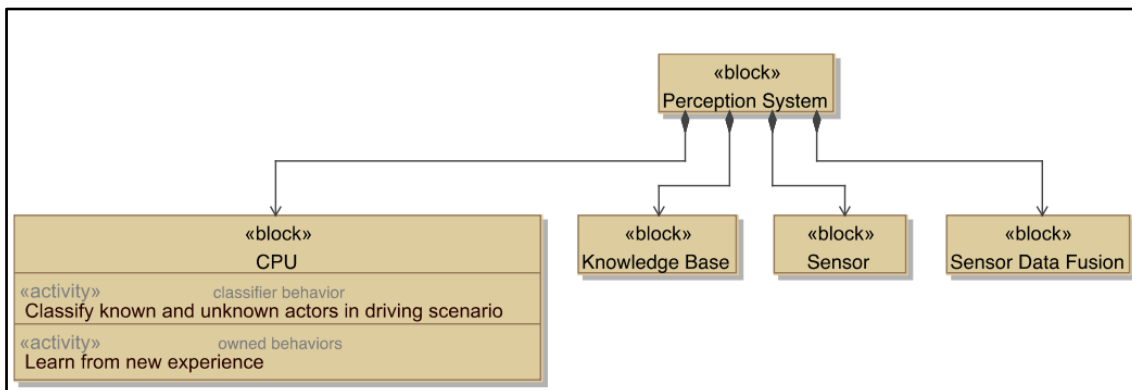 «block»
Perception System
«block»
CPU
«activity» classifier behavior
Classify known and unknown actors in driving scenario
«activity» owned behaviors
Learn from new experience
«block»
Knowledge Base
«block»
Sensor
«block»
Sensor Data Fusion